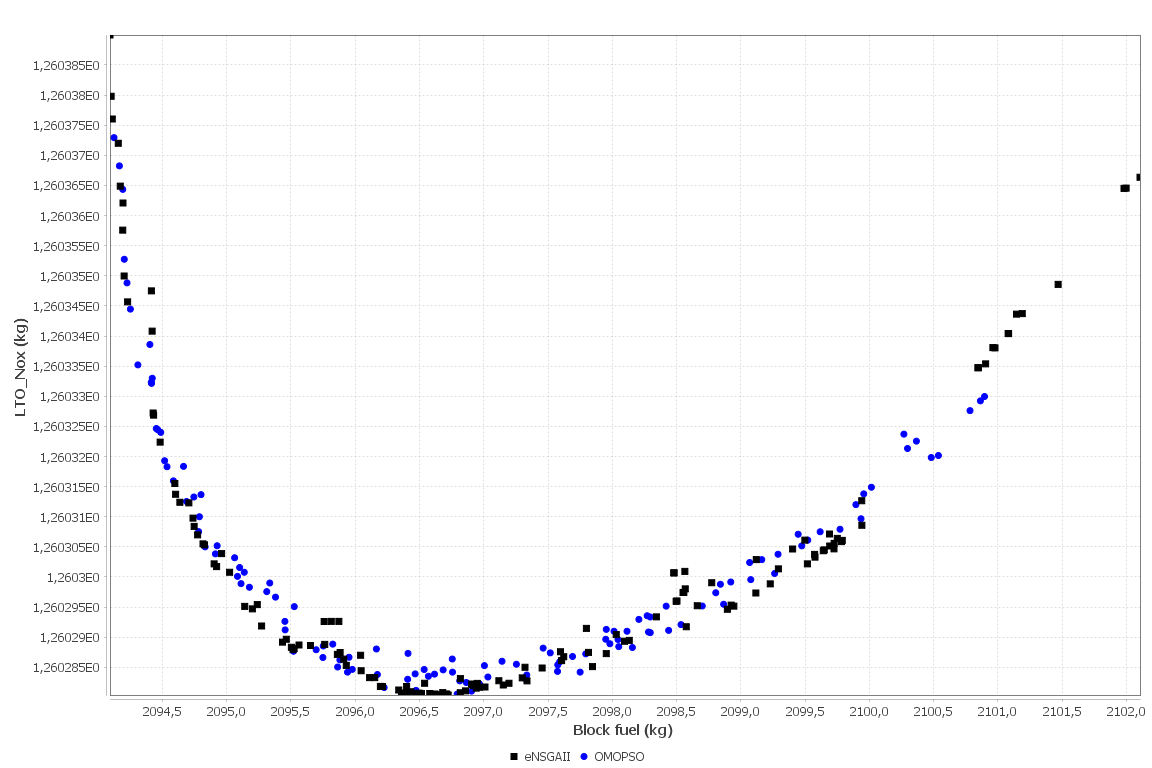 1,260385E0
1,26038E0
1,260375E0
1,26037E0
1,260365E0
1,26036E0
1,260355E0
1,26035E0
1,260345E0
1,26034E0
1,260335E0
1,26033E0
1,260325E0
1,26032E0
1,260315E0
1,26031E0
1,260305E0
1,2603E0
1,260295E0
1,26029E0
1,260285E0
LTO_Nox (kg)
2094,5 2095,0 2095,5 2096,0 2096,5 2097,0 2097,5 2098,0 2098,5 2099,0 2099,5 2100,0 2100,5 2101,0 2101,5 2102,0
Block fuel (kg)
eNSGAII OMOPSO